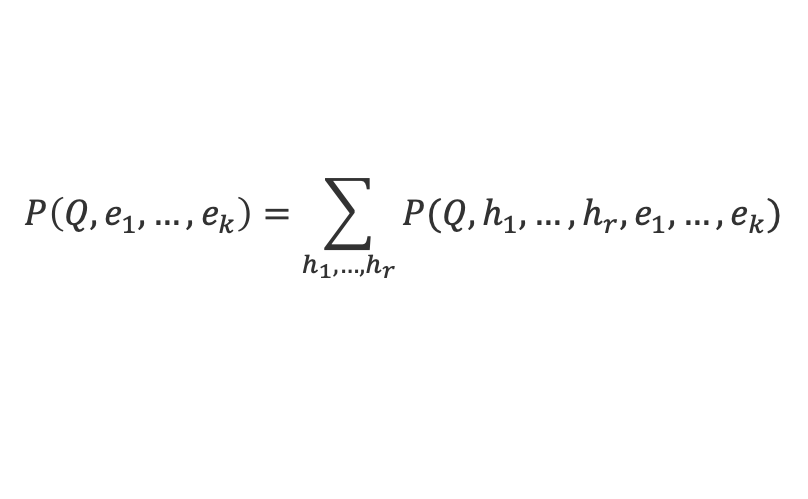 P(Q, e₁, ..., eₖ) = ∑ P(Q, h₁, ..., hᵣ, e₁, ..., eₖ)
h₁,...,hᵣ